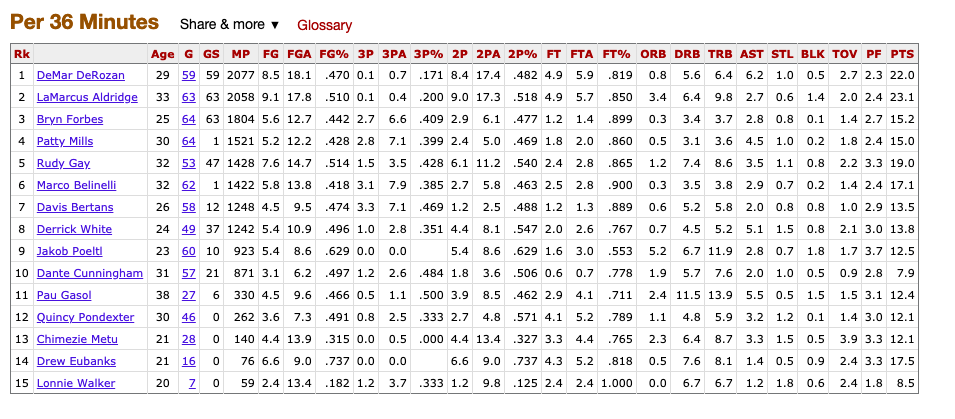 Per 36 Minutes Share & more ▼ Glossary
Rk Age G GS MP FG FGA FG% 3P 3PA 3P% 2P 2PA 2P% FT FTA FT% ORB DRB TRB AST STL BLK TOV PF PTS
1 DeMar DeRozan 29 59 59 2077 8.5 18.1 .470 0.1 0.7 .171 8.4 17.4 .482 4.9 5.9 .819 0.8 5.6 6.4 6.2 1.0 0.5 2.7 2.3 22.0
2 LaMarcus Aldridge 33 63 63 2058 9.1 17.8 .510 0.1 0.4 .200 9.0 17.3 .518 4.9 5.7 .850 3.4 6.4 9.8 2.7 0.6 1.4 2.0 2.4 23.1
3 Bryn Forbes 25 64 63 1804 5.6 12.7 .442 2.7 6.6 .409 2.9 6.1 .477 1.2 1.4 .899 0.3 3.4 3.7 2.8 0.8 0.1 1.4 2.7 15.2
4 Patty Mills 30 64 1 1521 5.2 12.2 .428 2.8 7.1 .399 2.4 5.0 .469 1.8 2.0 .860 0.5 3.1 3.6 4.5 1.0 0.2 1.8 2.4 15.0
5 Rudy Gay 32 53 47 1428 7.6 14.7 .514 1.5 3.5 .428 6.1 11.2 .540 2.4 2.8 .865 1.2 7.4 8.6 3.5 1.1 0.8 2.2 3.3 19.0
6 Marco Belinelli 32 62 1 1422 5.8 13.8 .418 3.1 7.9 .385 2.7 5.8 .463 2.5 2.8 .900 0.3 3.5 3.8 2.9 0.7 0.2 1.4 2.4 17.1
7 Davis Bertans 26 58 12 1248 4.5 9.5 .474 3.3 7.1 .469 1.2 2.5 .488 1.2 1.3 .889 0.6 5.2 5.8 2.0 0.8 0.8 1.0 2.9 13.5
8 Derrick White 24 49 37 1242 5.4 10.9 .496 1.0 2.8 .351 4.4 8.1 .547 2.0 2.6 .767 0.7 4.5 5.2 5.1 1.5 0.8 2.1 3.0 13.8
9 Jakob Poeltl 23 60 10 923 5.4 8.6 .629 0.0 0.0 5.4 8.6 .629 1.6 3.0 .553 5.2 6.7 11.9 2.8 0.7 1.8 1.7 3.7 12.5
10 Dante Cunningham 31 57 21 871 3.1 6.2 .497 1.2 2.6 .484 1.8 3.6 .506 0.6 0.7 .778 1.9 5.7 7.6 2.0 1.0 0.5 0.9 2.8 7.9
11 Pau Gasol 38 27 6 330 4.5 9.6 .466 0.5 1.1 .500 3.9 8.5 .462 2.9 4.1 .711 2.4 11.5 13.9 5.5 0.5 1.5 1.5 3.1 12.4
12 Quincy Pondexter 30 46 0 262 3.6 7.3 .491 0.8 2.5 .333 2.7 4.8 .571 4.1 5.2 .789 1.1 4.8 5.9 3.2 1.2 0.1 1.4 3.0 12.1
13 Chimezie Metu 21 28 0 140 4.4 13.9 .315 0.0 0.5 .000 4.4 13.4 .327 3.3 4.4 .765 2.3 6.4 8.7 3.3 1.5 0.5 3.9 3.3 12.1
14 Drew Eubanks 21 16 0 76 6.6 9.0 .737 0.0 0.0 6.6 9.0 .737 4.3 5.2 .818 0.5 7.6 8.1 1.4 0.5 0.9 2.4 3.3 17.5
15 Lonnie Walker 20 7 0 59 2.4 13.4 .182 1.2 3.7 .333 1.2 9.8 .125 2.4 2.4 1.000 0.0 6.7 6.7 1.2 1.8 0.6 2.4 1.8 8.5